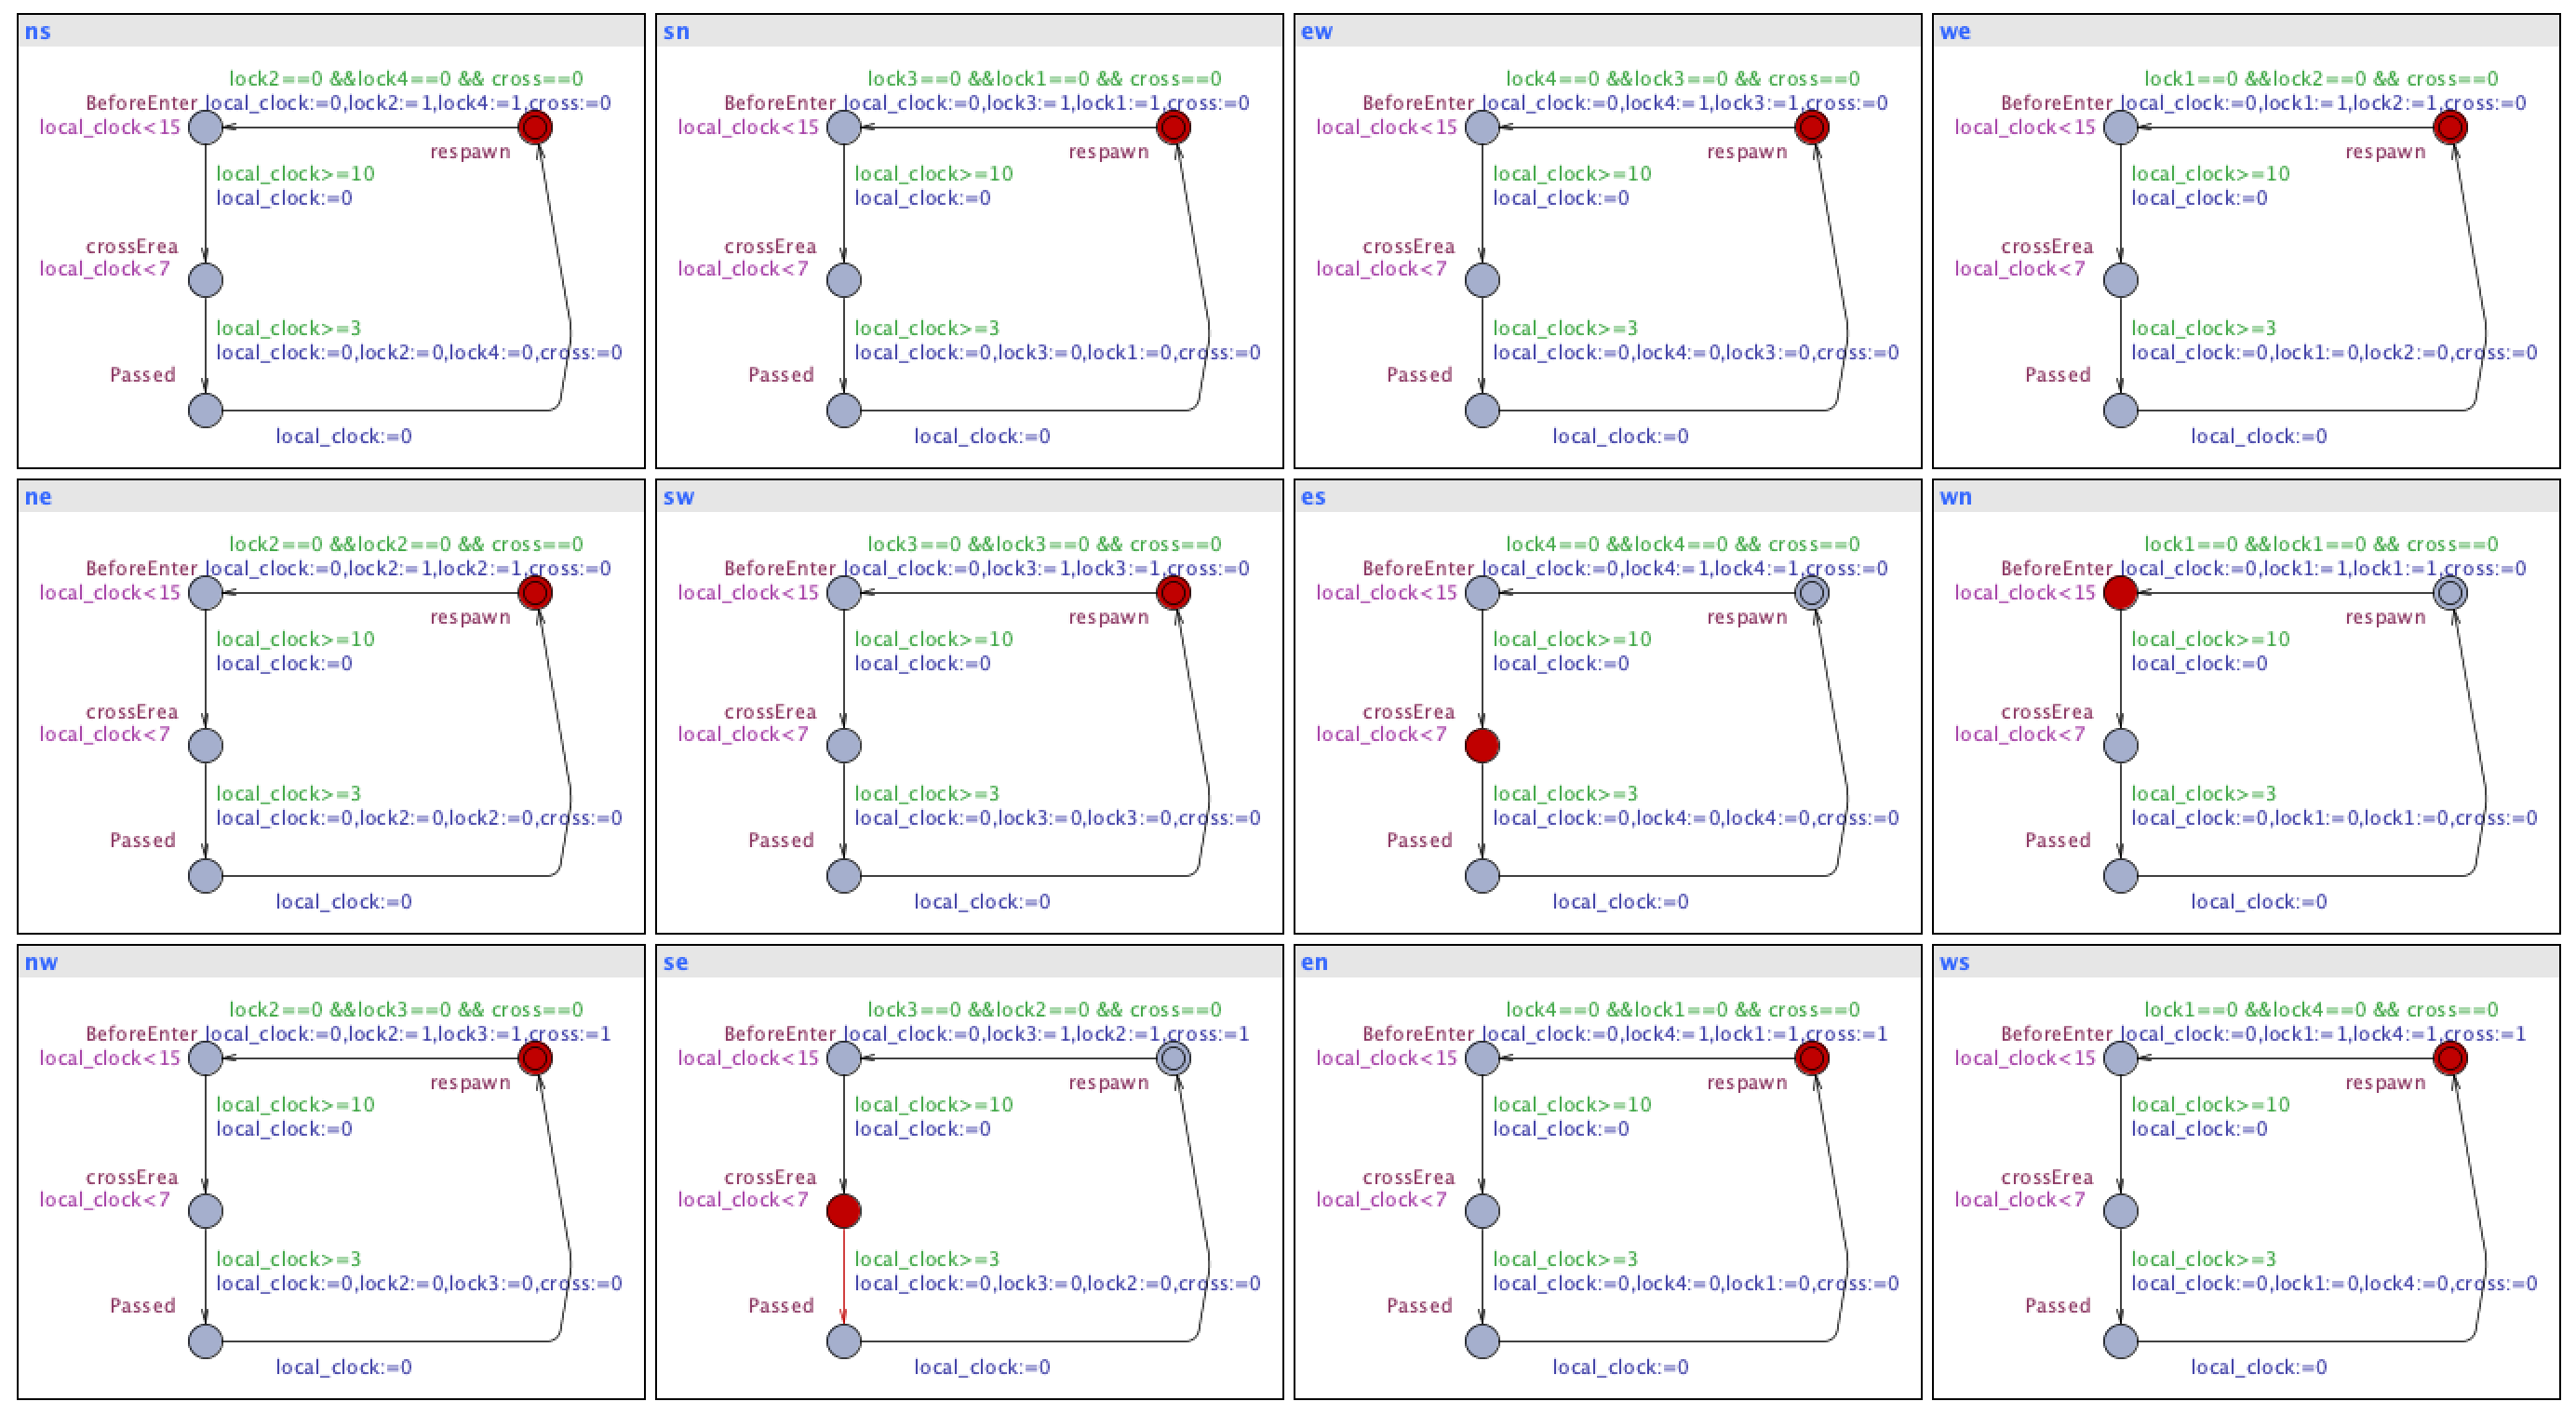 ns
lock2==0 &&lock4==0 && cross==0
BeforeEnter local_clock:=0,lock2:=1,lock4:=1,cross:=0
local_clock<15
respawn
local_clock>=10
local_clock:=0
crossErea
local_clock<7
local_clock>=3
local_clock:=0,lock2:=0,lock4:=0,cross:=0
Passed
local_clock:=0
sn
lock3==0 &&lock1==0 && cross==0
BeforeEnter local_clock:=0,lock3:=1,lock1:=1,cross:=0
local_clock<15
respawn
local_clock>=10
local_clock:=0
crossErea
local_clock<7
local_clock>=3
local_clock:=0,lock3:=0,lock1:=0,cross:=0
Passed
local_clock:=0
ew
lock4==0 &&lock3==0 && cross==0
BeforeEnter local_clock:=0,lock4:=1,lock3:=1,cross:=0
local_clock<15
respawn
local_clock>=10
local_clock:=0
crossErea
local_clock<7
local_clock>=3
local_clock:=0,lock4:=0,lock3:=0,cross:=0
Passed
local_clock:=0
we
lock1==0 &&lock2==0 && cross==0
BeforeEnter local_clock:=0,lock1:=1,lock2:=1,cross:=0
local_clock<15
respawn
local_clock>=10
local_clock:=0
crossErea
local_clock<7
local_clock>=3
local_clock:=0,lock1:=0,lock2:=0,cross:=0
Passed
local_clock:=0
ne
lock2==0 &&lock2==0 && cross==0
BeforeEnter local_clock:=0,lock2:=1,lock2:=1,cross:=0
local_clock<15
respawn
local_clock>=10
local_clock:=0
crossErea
local_clock<7
local_clock>=3
local_clock:=0,lock2:=0,lock2:=0,cross:=0
Passed
local_clock:=0
sw
lock3==0 &&lock3==0 && cross==0
BeforeEnter local_clock:=0,lock3:=1,lock3:=1,cross:=0
local_clock<15
respawn
local_clock>=10
local_clock:=0
crossErea
local_clock<7
local_clock>=3
local_clock:=0,lock3:=0,lock3:=0,cross:=0
Passed
local_clock:=0
es
lock4==0 &&lock4==0 && cross==0
BeforeEnter local_clock:=0,lock4:=1,lock4:=1,cross:=0
local_clock<15
respawn
local_clock>=10
local_clock:=0
crossErea
local_clock<7
local_clock>=3
local_clock:=0,lock4:=0,lock4:=0,cross:=0
Passed
local_clock:=0
wn
lock1==0 &&lock1==0 && cross==0
BeforeEnter local_clock:=0,lock1:=1,lock1:=1,cross:=0
local_clock<15
respawn
local_clock>=10
local_clock:=0
crossErea
local_clock<7
local_clock>=3
local_clock:=0,lock1:=0,lock1:=0,cross:=0
Passed
local_clock:=0
nw
lock2==0 &&lock3==0 && cross==0
BeforeEnter local_clock:=0,lock2:=1,lock3:=1,cross:=1
local_clock<15
respawn
local_clock>=10
local_clock:=0
crossErea
local_clock<7
local_clock>=3
local_clock:=0,lock2:=0,lock3:=0,cross:=0
Passed
local_clock:=0
se
lock3==0 &&lock2==0 && cross==0
BeforeEnter local_clock:=0,lock3:=1,lock2:=1,cross:=1
local_clock<15
respawn
local_clock>=10
local_clock:=0
crossErea
local_clock<7
local_clock>=3
local_clock:=0,lock3:=0,lock2:=0,cross:=0
Passed
local_clock:=0
en
lock4==0 &&lock1==0 && cross==0
BeforeEnter local_clock:=0,lock4:=1,lock1:=1,cross:=1
local_clock<15
respawn
local_clock>=10
local_clock:=0
crossErea
local_clock<7
local_clock>=3
local_clock:=0,lock4:=0,lock1:=0,cross:=0
Passed
local_clock:=0
ws
lock1==0 &&lock4==0 && cross==0
BeforeEnter local_clock:=0,lock1:=1,lock4:=1,cross:=1
local_clock<15
respawn
local_clock>=10
local_clock:=0
crossErea
local_clock<7
local_clock>=3
local_clock:=0,lock1:=0,lock4:=0,cross:=0
Passed
local_clock:=0